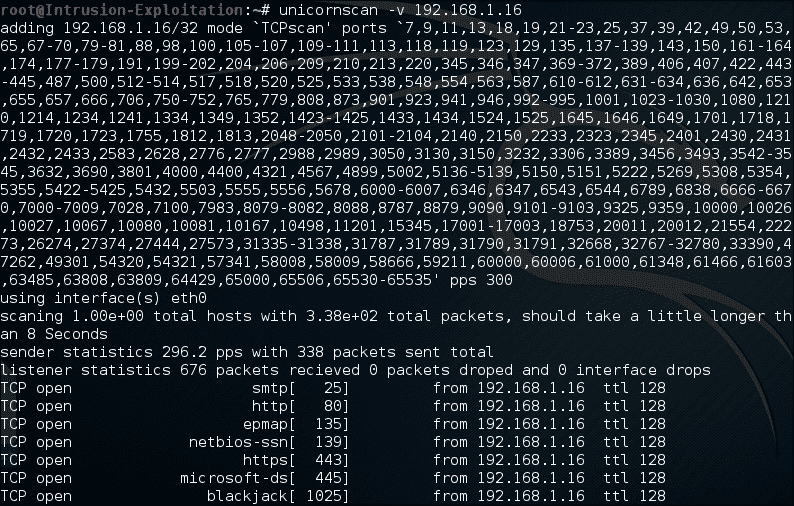 root@Intrusion-Exploitation:~# unicornscan -v 192.168.1.16
adding 192.168.1.16/32 mode `TCPscan' ports `7,9,11,13,18,19,21-23,25,37,39,42,49,50,53,
65,67-70,79-81,88,98,100,105-107,109-111,113,118,119,123,129,135,137-139,143,150,161-164
,174,177-179,191,199-202,204,206,209,210,213,220,345,346,347,369-372,389,406,407,422,443
-445,487,500,512-514,517,518,520,525,533,538,548,554,563,587,610-612,631-634,636,642,653
,655,657,666,706,750-752,765,779,808,873,901,923,941,946,992-995,1001,1023-1030,1080,121
0,1214,1234,1241,1334,1349,1352,1423-1425,1433,1434,1524,1525,1645,1646,1649,1701,1718,1
719,1720,1723,1755,1812,1813,2048-2050,2101-2104,2140,2150,2233,2323,2345,2401,2430,2431
,2432,2433,2583,2628,2776,2777,2988,2989,3050,3130,3150,3232,3306,3389,3456,3493,3542-35
45,3632,3690,3801,4000,4400,4321,4567,4899,5002,5136-5139,5150,5151,5222,5269,5308,5354,
5355,5422-5425,5432,5503,5555,5556,5678,6000-6007,6346,6347,6543,6544,6789,6838,6666-667
0,7000-7009,7028,7100,7983,8079-8082,8088,8787,8879,9090,9101-9103,9325,9359,10000,10026
,10027,10067,10080,10081,10167,10498,11201,15345,17001-17003,18753,20011,20012,21554,222
73,26274,27374,27444,27573,31335-31338,31787,31789,31790,31791,32668,32767-32780,33390,4
7262,49301,54320,54321,57341,58008,58009,58666,59211,60000,60006,61000,61348,61466,61603
,63485,63808,63809,64429,65000,65506,65530-65535' pps 300
using interface(s) eth0
scaning 1.00e+00 total hosts with 3.38e+02 total packets, should take a little longer th
an 8 Seconds
sender statistics 296.2 pps with 338 packets sent total
listener statistics 676 packets recieved 0 packets droped and 0 interface drops
TCP open smtp[ 25] from 192.168.1.16 ttl 128
TCP open http[ 80] from 192.168.1.16 ttl 128
TCP open epmap[ 135] from 192.168.1.16 ttl 128
TCP open netbios-ssn[ 139] from 192.168.1.16 ttl 128
TCP open https[ 443] from 192.168.1.16 ttl 128
TCP open microsoft-ds[ 445] from 192.168.1.16 ttl 128
TCP open blackjack[ 1025] from 192.168.1.16 ttl 128